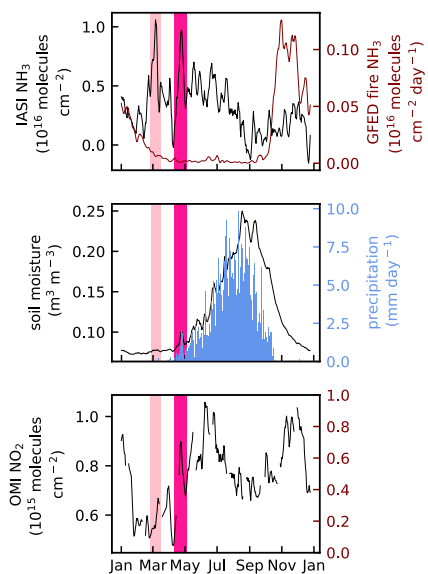 IASI NH3
(10^16 molecules
cm^−2)
1.0
0.5
0.0
0.10
0.05
0.00
GFED fire NH3
(10^16 molecules
cm^−2 day^−1)
soil moisture
(m^3 m^−3)
0.25
0.20
0.15
0.10
10.0
7.5
5.0
2.5
0.0
precipitation
(mm day^−1)
OMI NO2
(10^15 molecules
cm^−2)
1.0
0.8
0.6
1.0
0.8
0.6
0.4
0.2
0.0
Jan Mar May Jul Sep Nov Jan